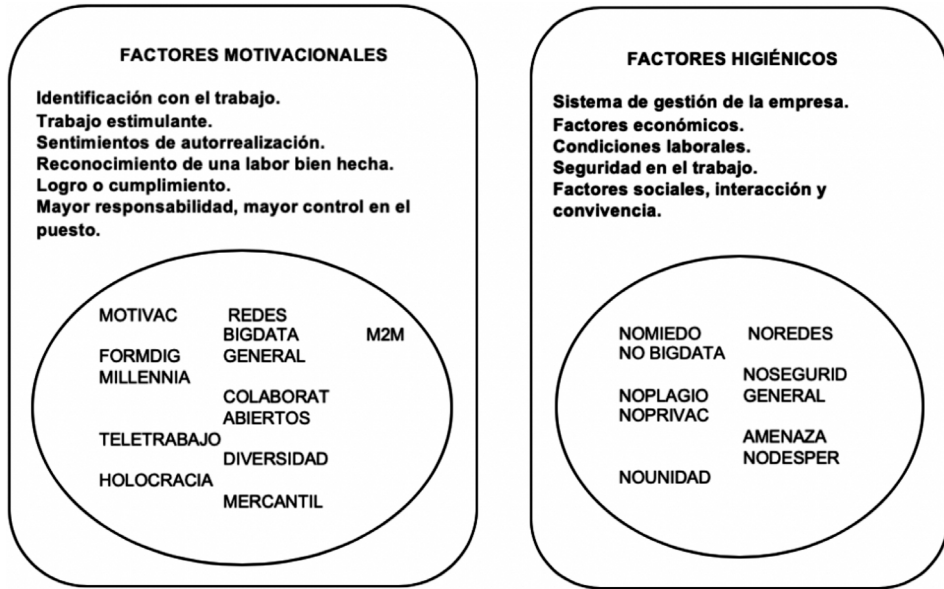 FACTORES MOTIVACIONALES
Identificación con el trabajo.
Trabajo estimulante.
Sentimientos de autorrealización.
Reconocimiento de una labor bien hecha.
Logro o cumplimiento.
Mayor responsabilidad, mayor control en el
puesto.
MOTIVAC REDES
BIGDATA M2M
FORMDIG GENERAL
MILLENNIA
COLABORAT
ABIERTOS
TELETRABAJO
DIVERSIDAD
HOLOCRACIA
MERCANTIL
FACTORES HIGIÉNICOS
Sistema de gestión de la empresa.
Factores económicos.
Condiciones laborales.
Seguridad en el trabajo.
Factores sociales, interacción y
convivencia.
NOMIEDO NOREDES
NO BIGDATA
NOSEGURID
NOPLAGIO GENERAL
NOPRIVAC
AMENAZA
NODESPER
NOUNIDAD